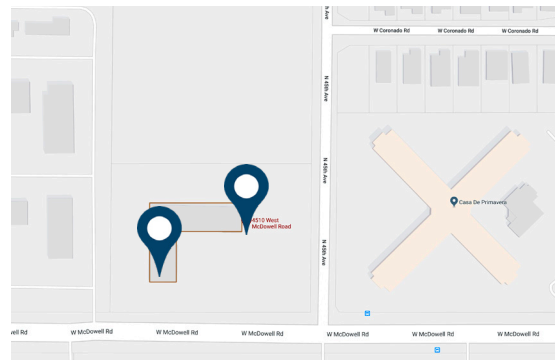 W Coronado Rd W Coronado Rd W Coronado Rd
N 45th Ave
N 45th Ave
N 45th Ave
Casa De Primavera
4510 West
McDowell Road
vell Rd W McDowell Rd W McDowell Rd W McDowell Rd W McDowell Rd W McDowell Rd W McDowell Rd